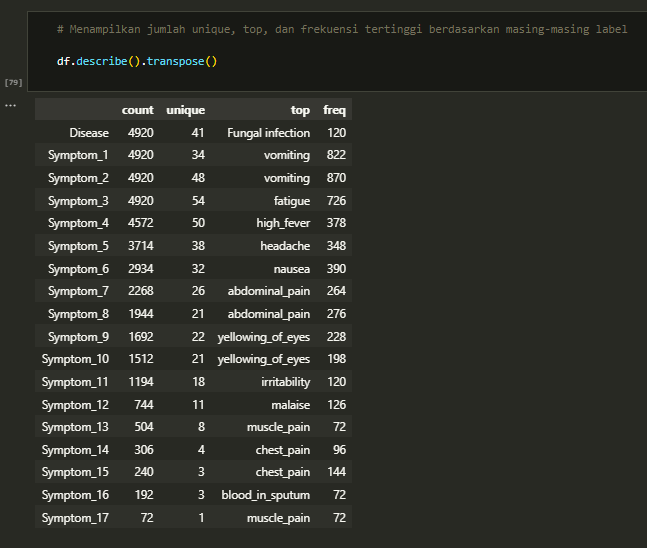 # Menampilkan jumlah unique, top, dan frekuensi tertinggi berdasarkan masing-masing label
df.describe().transpose()
[79]
...
count unique top freq
Disease 4920 41 Fungal infection 120
Symptom_1 4920 34 vomiting 822
Symptom_2 4920 48 vomiting 870
Symptom_3 4920 54 fatigue 726
Symptom_4 4572 50 high_fever 378
Symptom_5 3714 38 headache 348
Symptom_6 2934 32 nausea 390
Symptom_7 2268 26 abdominal_pain 264
Symptom_8 1944 21 abdominal_pain 276
Symptom_9 1692 22 yellowing_of_eyes 228
Symptom_10 1512 21 yellowing_of_eyes 198
Symptom_11 1194 18 irritability 120
Symptom_12 744 11 malaise 126
Symptom_13 504 8 muscle_pain 72
Symptom_14 306 4 chest_pain 96
Symptom_15 240 3 chest_pain 144
Symptom_16 192 3 blood_in_sputum 72
Symptom_17 72 1 muscle_pain 72